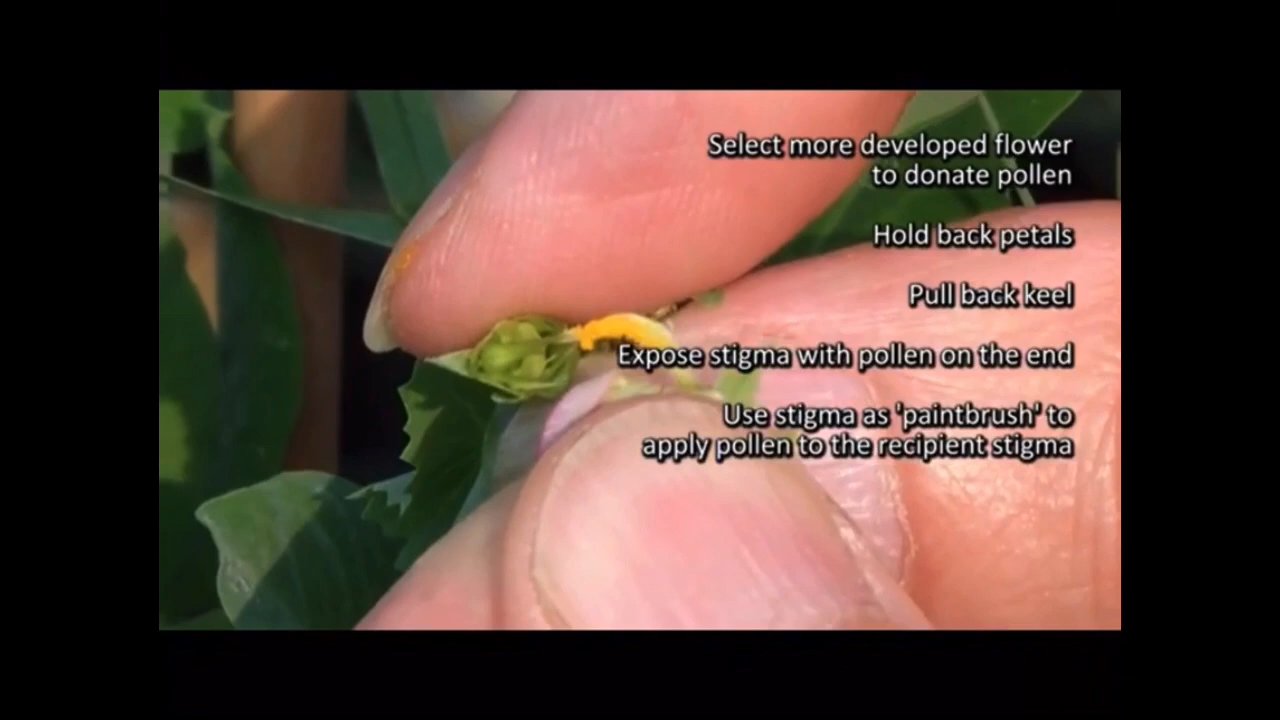 Select more developed flower
to donate pollen
Hold back petals
Pull back keel
Expose stigma with pollen on the end
Use stigma as 'paintbrush' to
apply pollen to the recipient stigma